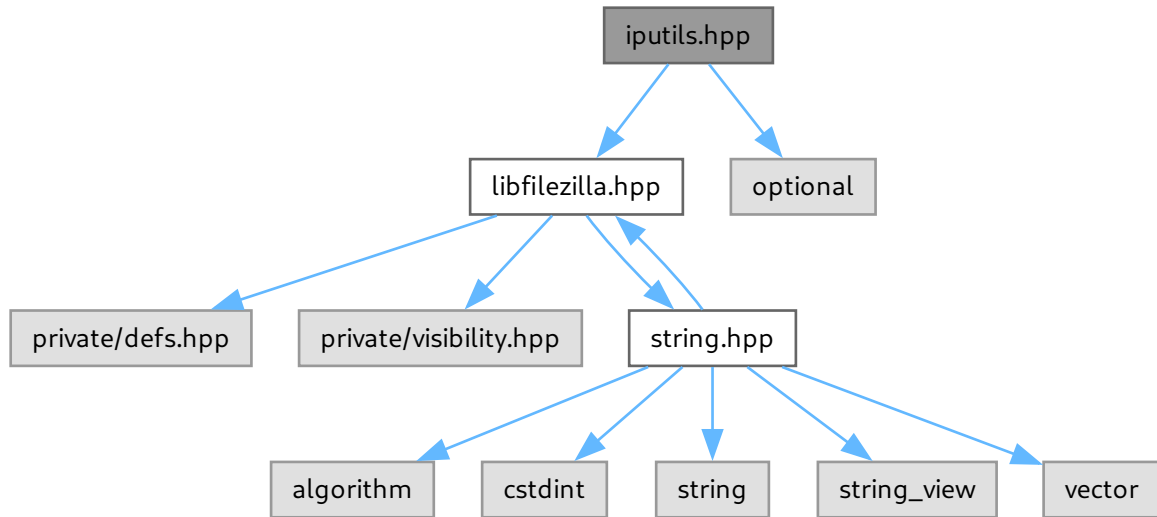 iputils.hpp
libfilezilla.hpp
optional
private/defs.hpp
private/visibility.hpp
string.hpp
algorithm
cstdint
string
string_view
vector